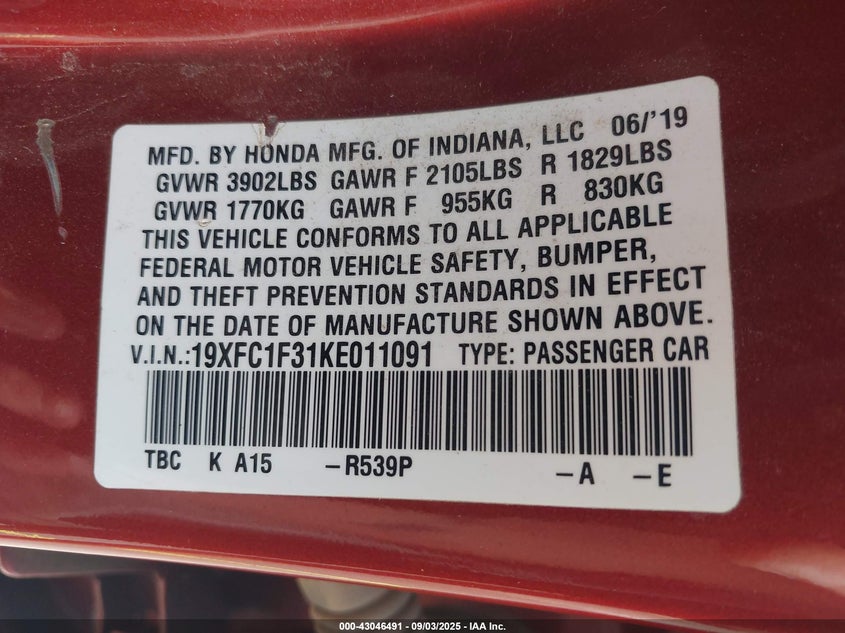 MFD. BY HONDA MFG. OF INDIANA, LLC 06/'19
GVWR 3902LBS GAWR F 2105LBS R 1829LBS
GVWR 1770KG GAWR F 955KG R 830KG
THIS VEHICLE CONFORMS TO ALL APPLICABLE
FEDERAL MOTOR VEHICLE SAFETY, BUMPER,
AND THEFT PREVENTION STANDARDS IN EFFECT
ON THE DATE OF MANUFACTURE SHOWN ABOVE.
V.I.N.:19XFC1F31KE011091 TYPE: PASSENGER CAR
TBC K A15 -R539P -A -E
000-43046491 - 09/03/2025 - IAA Inc.